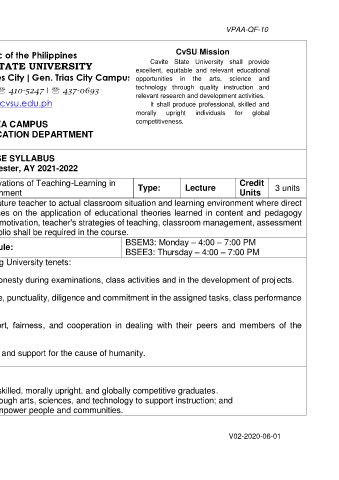 VPAA-QF-10
c of the Philippines
STATE UNIVERSITY
es City | Gen. Trias City Campus
☏ 410-5247 | ☏ 437-0693
cvsu.edu.ph
A CAMPUS
CATION DEPARTMENT
CvSU Mission
Cavite State University shall provide
excellent, equitable and relevant educational
opportunities in the arts, science and
technology through quality instruction and
relevant research and development activities.
It shall produce professional, skilled and
morally upright individuals for global
competitiveness.
SE SYLLABUS
ester, AY 2021-2022
vations of Teaching-Learning in
nment
Type:
Lecture
Credit
Units
3 units
uture teacher to actual classroom situation and learning environment where direct
es on the application of educational theories learned in content and pedagogy
motivation, teacher's strategies of teaching, classroom management, assessment
olio shall be required in the course.
ule:
BSEM3: Monday – 4:00 – 7:00 PM
BSEE3: Thursday – 4:00 – 7:00 PM
ng University tenets:
onesty during examinations, class activities and in the development of projects.
e, punctuality, diligence and commitment in the assigned tasks, class performance
ort, fairness, and cooperation in dealing with their peers and members of the
and support for the cause of humanity.
skilled, morally upright, and globally competitive graduates.
ough arts, sciences, and technology to support instruction; and
mpower people and communities.
V02-2020-06-01